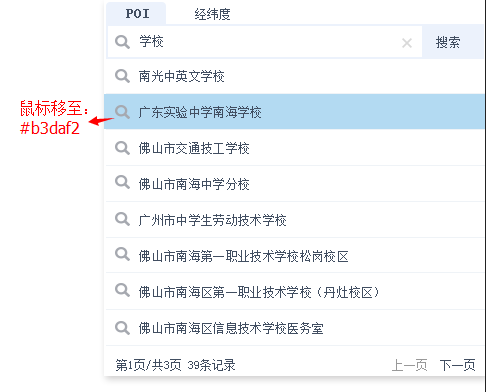 POI 经纬度
学校 搜索
南光中英文学校
鼠标移至：
#b3daf2
广东实验中学南海学校
佛山市交通技工学校
佛山市南海中学分校
广州市中学生劳动技术学校
佛山市南海第一职业技术学校松岗校区
佛山市南海区第一职业技术学校（丹灶校区）
佛山市南海区信息技术学校医务室
第1页/共3页 39条记录 上一页 下一页